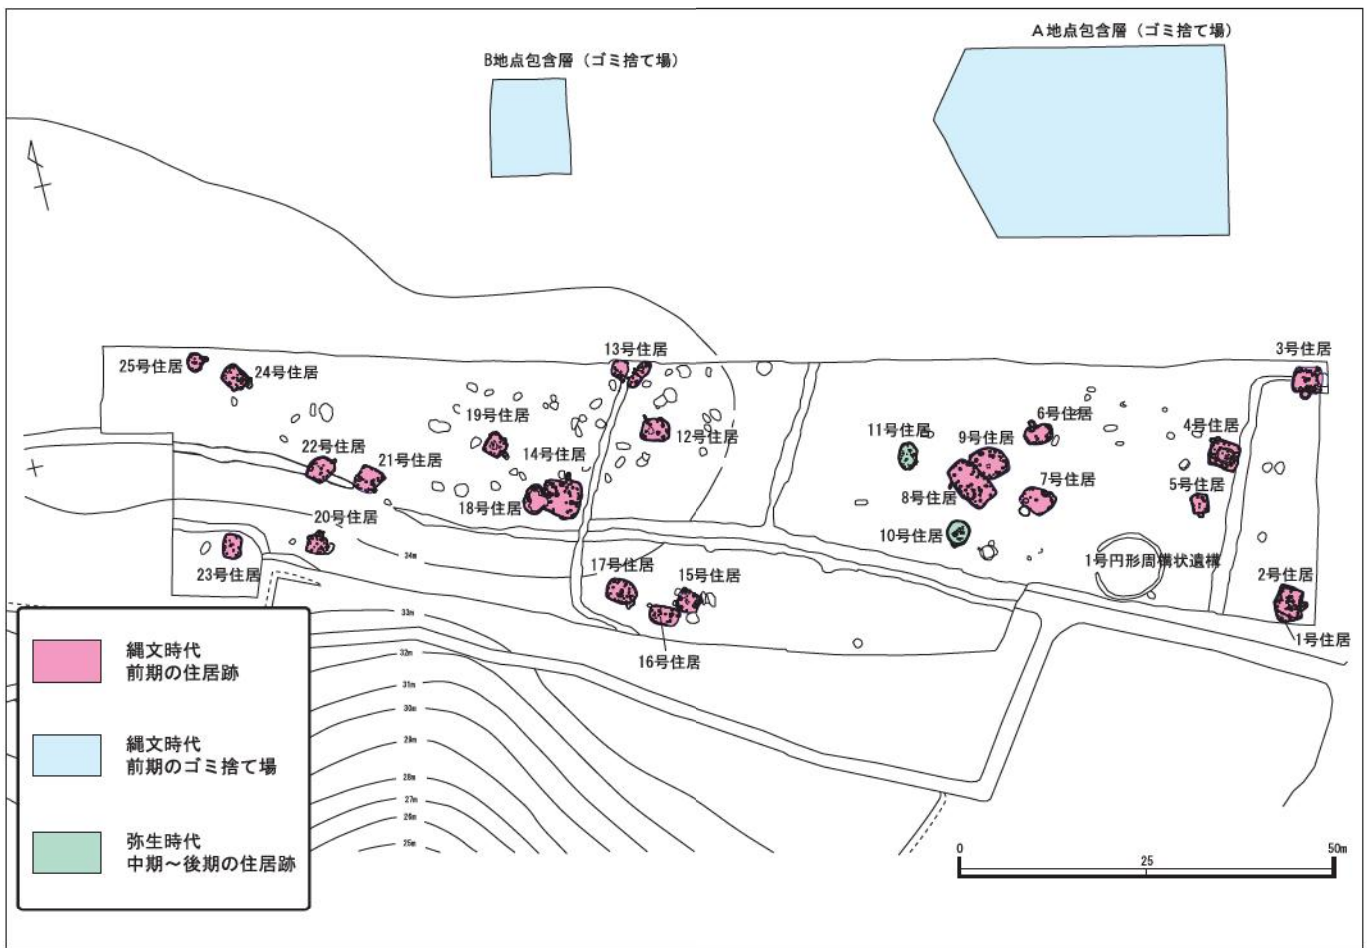 A地点包含層（ゴミ捨て場）
B地点包含層（ゴミ捨て場）
13号住居
3号住居
25号住居
24号住居
19号住居
12号住居
6号住居
11号住居
9号住居
4号住居
22号住居
21号住居
14号住居
7号住居
5号住居
8号住居
18号住居
20号住居
10号住居
34m
1号円形周構状遺構
23号住居
17号住居
15号住居
2号住居
33m
1号住居
32m
16号住居
31m
30m
29m
28m
27m
26m
25m
縄文時代
前期の住居跡
縄文時代
前期のゴミ捨て場
弥生時代
中期～後期の住居跡
0
25
50m